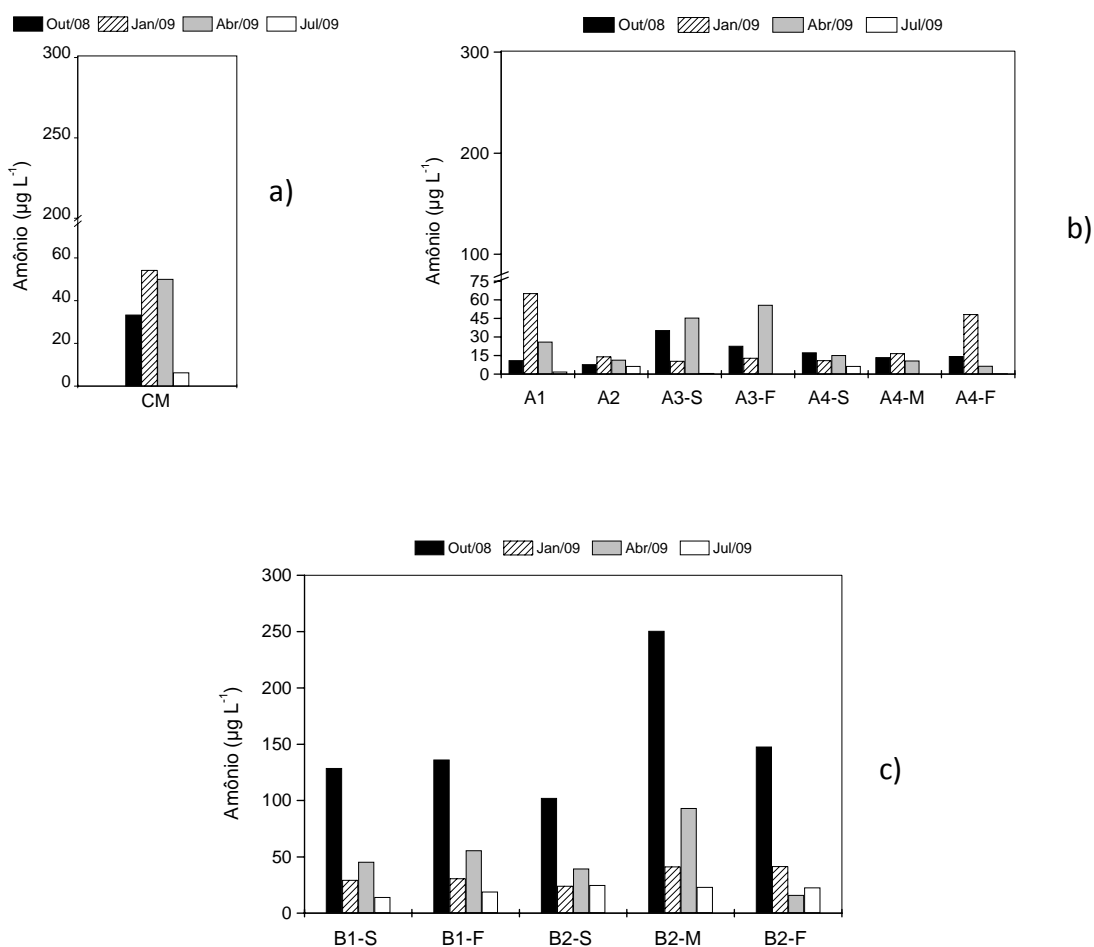 Out/08 Jan/09 Abr/09 Jul/09
300
250
200
60
40
20
0
Amônio (µg L-1)
CM
a)
Out/08 Jan/09 Abr/09 Jul/09
300
200
100
75
60
45
30
15
0
Amônio (µg L-1)
A1 A2 A3-S A3-F A4-S A4-M A4-F
b)
Out/08 Jan/09 Abr/09 Jul/09
300
250
200
150
100
50
0
Amônio (µg L-1)
B1-S B1-F B2-S B2-M B2-F
c)